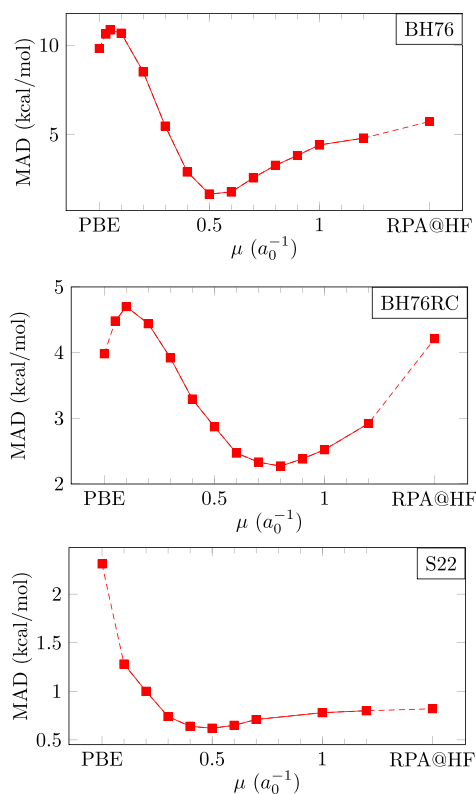 BH76
10
5
MAD (kcal/mol)
PBE
0.5
1
RPA@HF
μ (a₀⁻¹)
BH76RC
5
4
3
2
MAD (kcal/mol)
PBE
0.5
1
RPA@HF
μ (a₀⁻¹)
S22
2
1.5
1
0.5
MAD (kcal/mol)
PBE
0.5
1
RPA@HF
μ (a₀⁻¹)